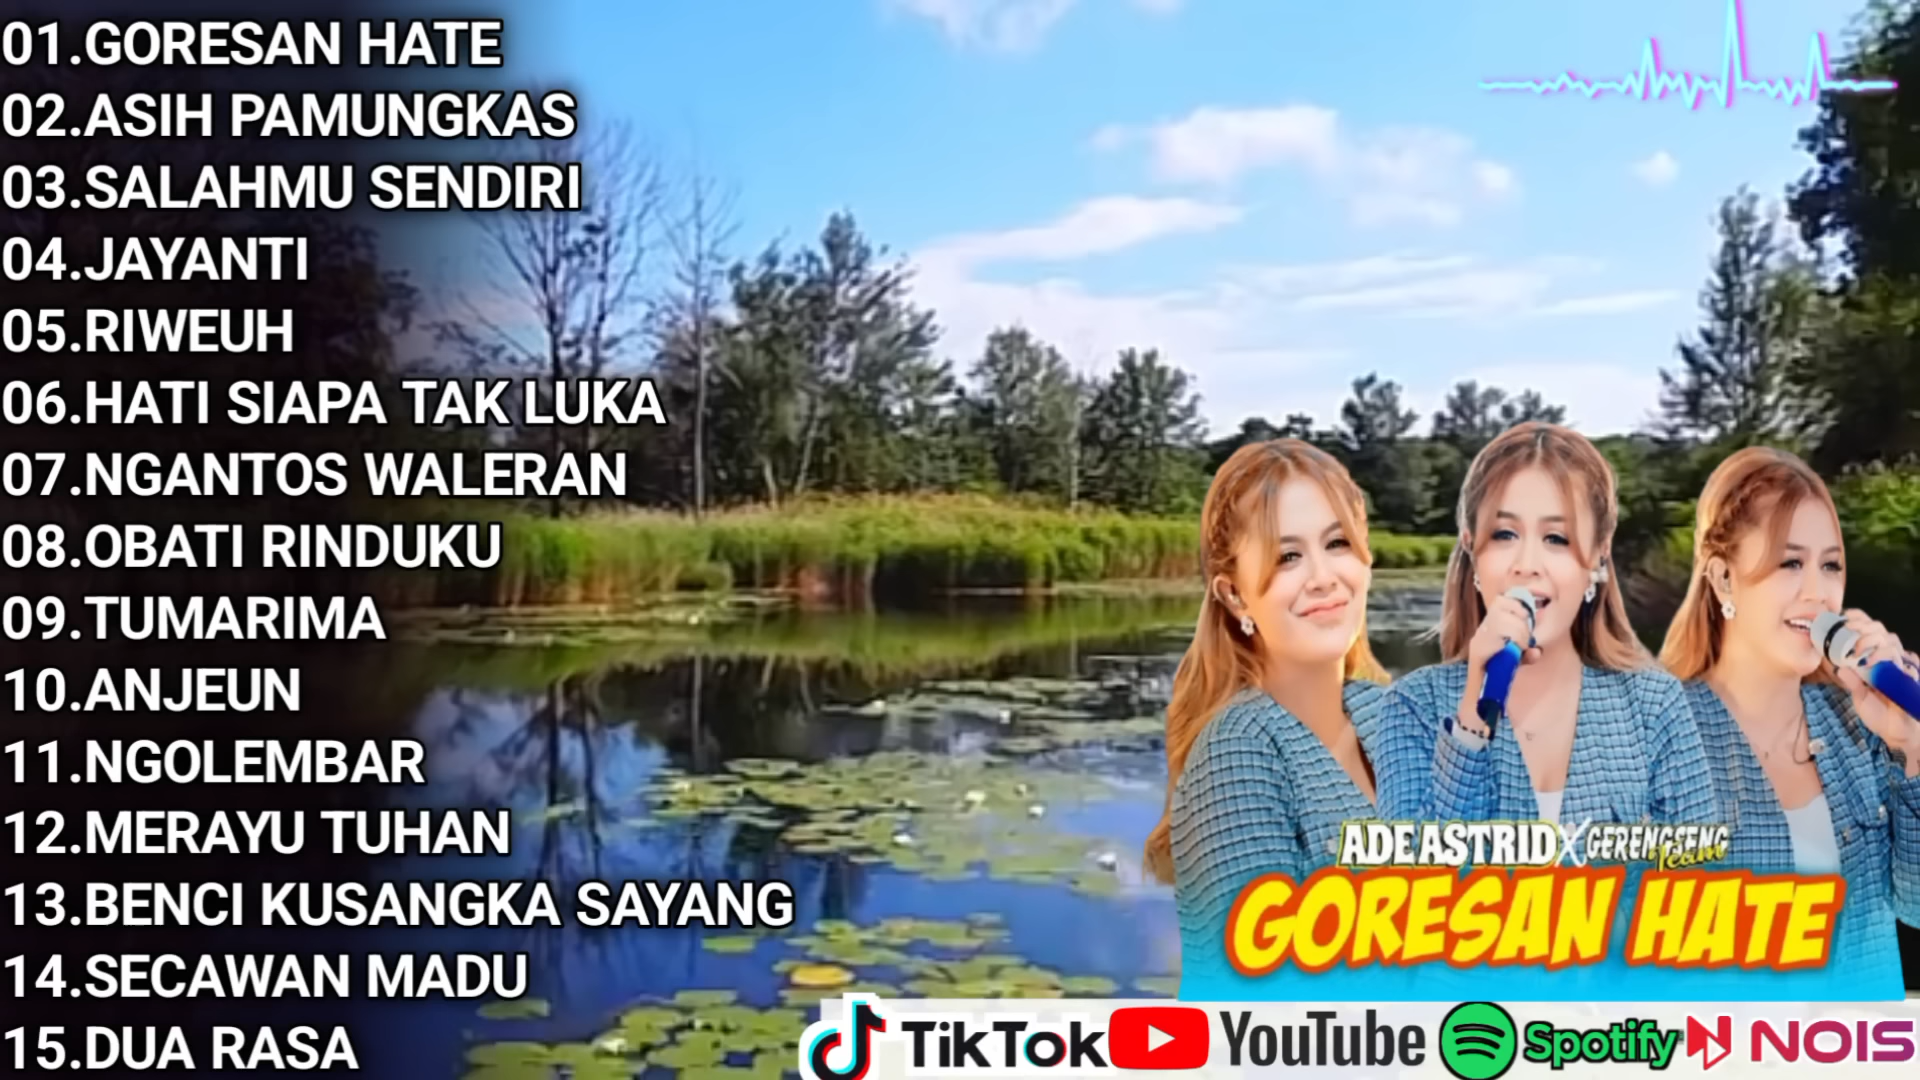 01.GORESAN HATE
02.ASIH PAMUNGKAS
03.SALAHMU SENDIRI
04.JAYANTI
05.RIWEUH
06.HATI SIAPA TAK LUKA
07.NGANTOS WALERAN
08.OBATI RINDUKU
09.TUMARIMA
10.ANJEUN
11.NGOLEMBAR
12.MERAYU TUHAN
13.BENCI KUSANGKA SAYANG
14.SECAWAN MADU
15.DUA RASA
ADE ASTRID X GERENGSENG Team
GORESAN HATE
TikTok YouTube Spotify NOIS